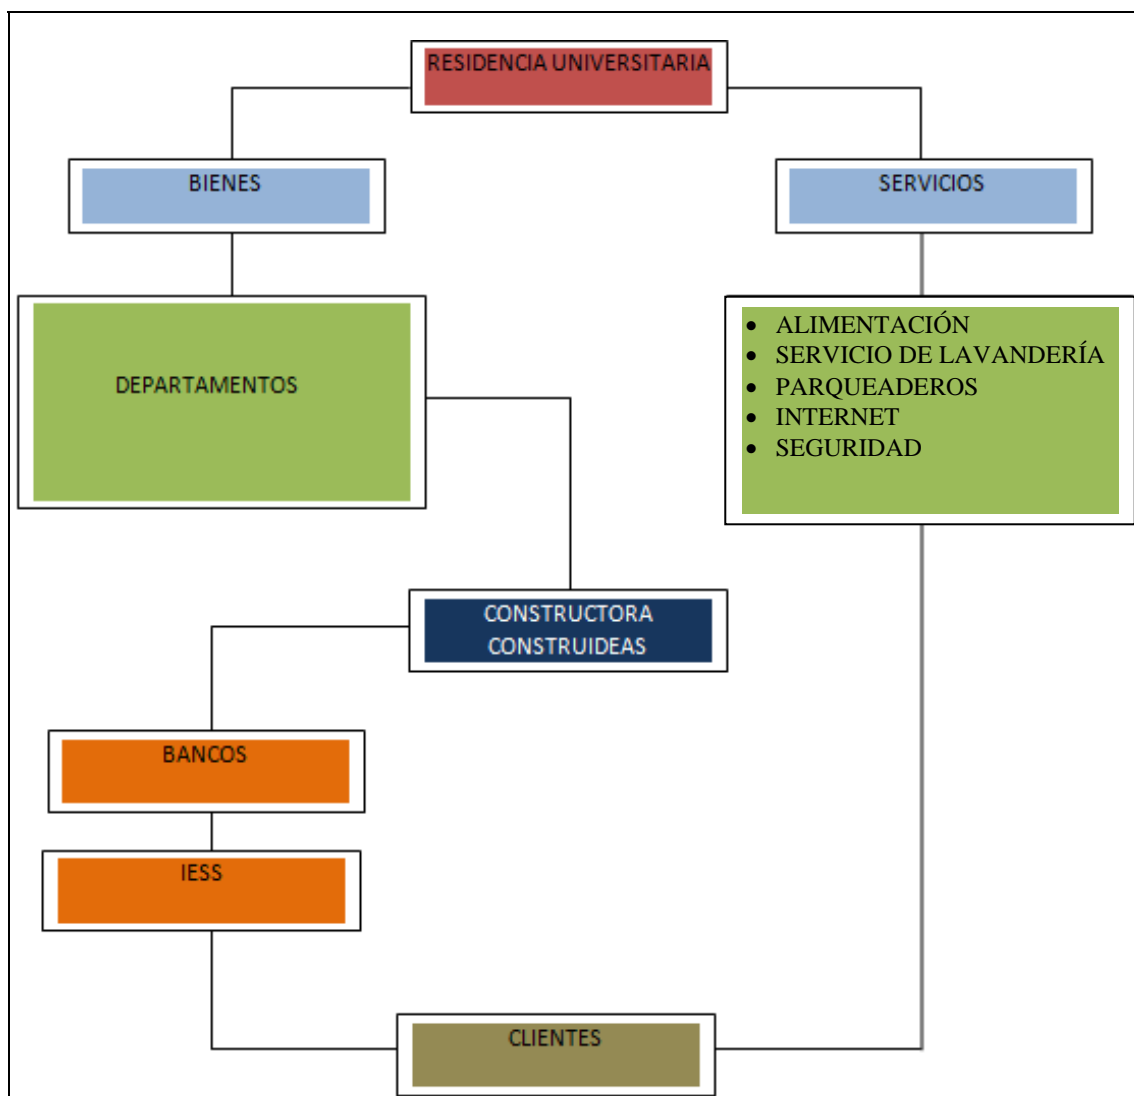 RESIDENCIA UNIVERSITARIA
BIENES
SERVICIOS
DEPARTAMENTOS
• ALIMENTACIÓN
• SERVICIO DE LAVANDERÍA
• PARQUEADEROS
• INTERNET
• SEGURIDAD
CONSTRUCTORA
CONSTRUIDEAS
BANCOS
IESS
CLIENTES